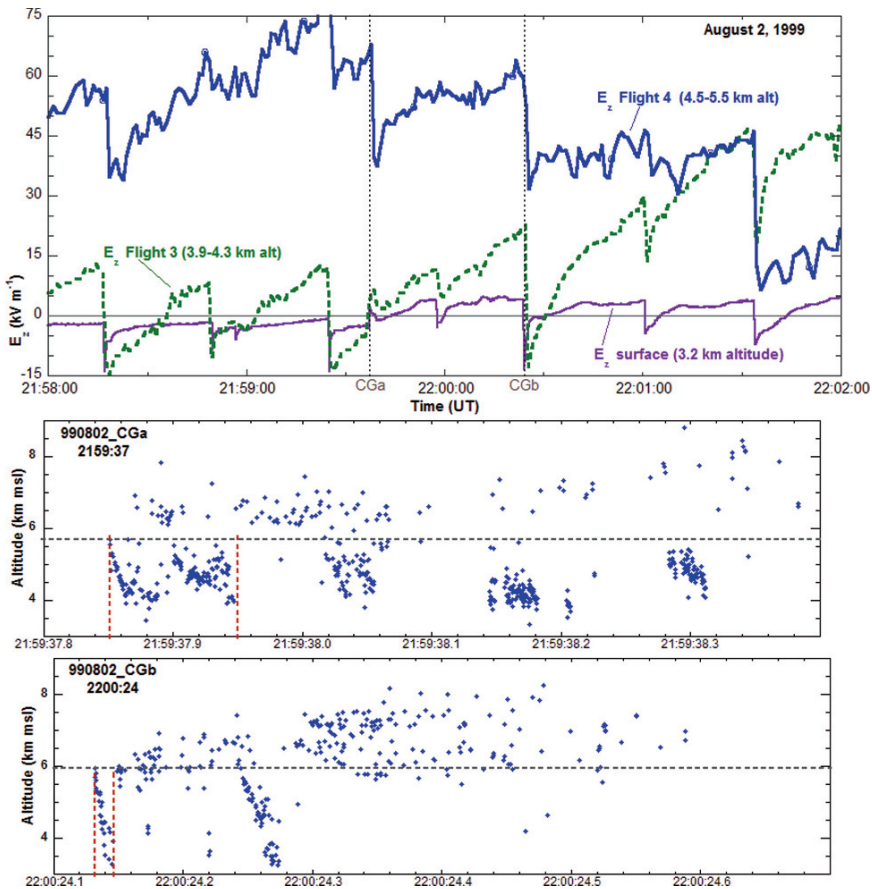 75
August 2, 1999
60
E_z Flight 4 (4.5-5.5 km alt)
45
30
15
E_z Flight 3 (3.9-4.3 km alt)
0
E_z surface (3.2 km altitude)
-15
E_z (kV m⁻¹)
21:58:00 21:59:00 CGa 22:00:00 CGb 22:01:00 22:02:00
Time (UT)
990802_CGa
2159:37
8
6
4
Altitude (km msl)
21:59:37.8 21:59:37.9 21:59:38.0 21:59:38.1 21:59:38.2 21:59:38.3
990802_CGb
2200:24
8
6
4
Altitude (km msl)
22:00:24.1 22:00:24.2 22:00:24.3 22:00:24.4 22:00:24.5 22:00:24.6